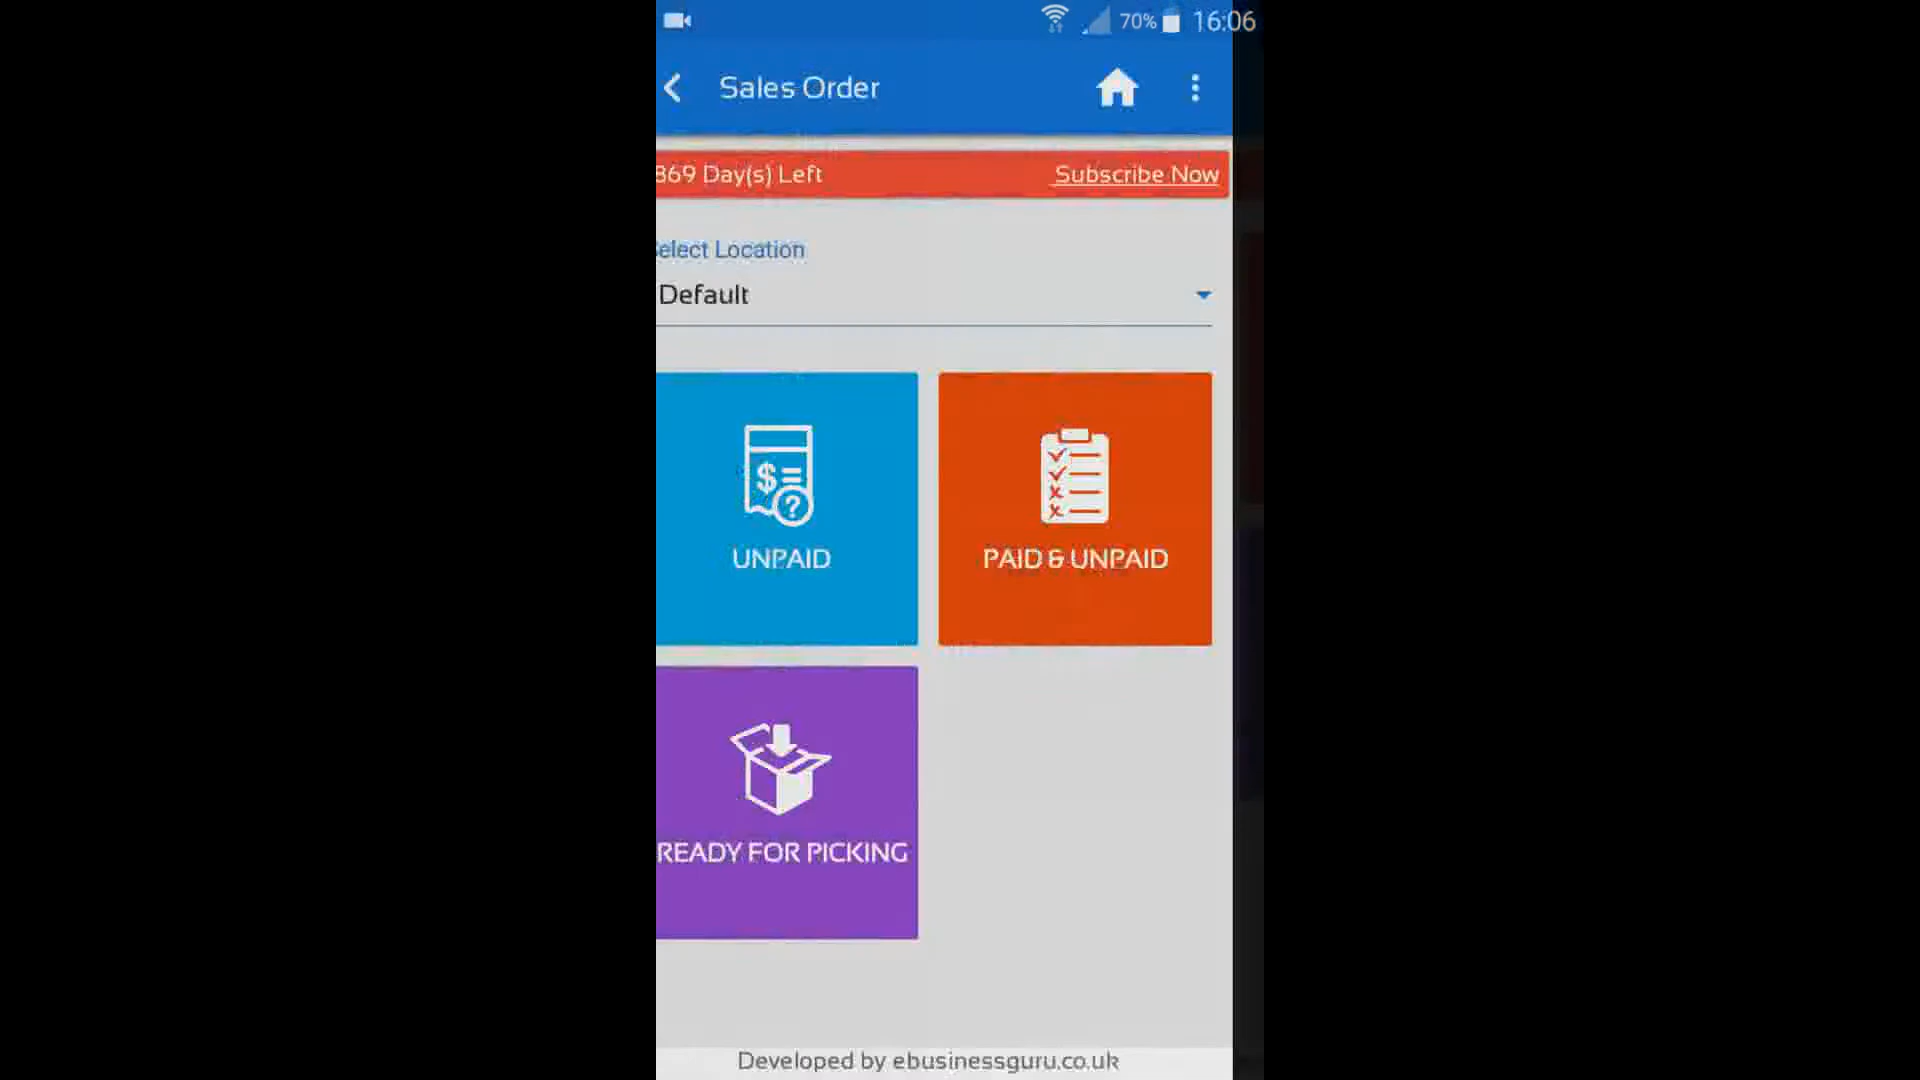 70% 16:06
Sales Order
869 Day(s) Left Subscribe Now
Select Location
Default
UNPAID
PAID & UNPAID
READY FOR PICKING
Developed by ebusinessguru.co.uk